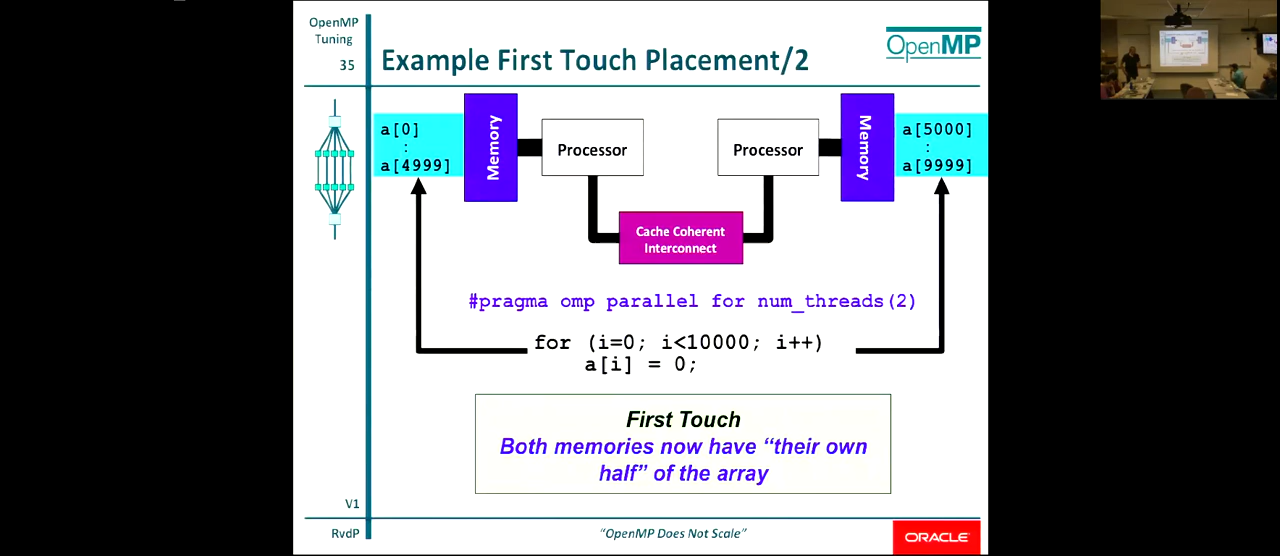 OpenMP
Tuning
35
Example First Touch Placement/2
OpenMP
a[0]
:
a[4999]
Memory
Processor
Processor
Memory
a[5000]
:
a[9999]
Cache Coherent
Interconnect
#pragma omp parallel for num_threads(2)
for (i=0; i<10000; i++)
a[i] = 0;
First Touch
Both memories now have “their own
half” of the array
V1
RvdP
“OpenMP Does Not Scale”
ORACLE